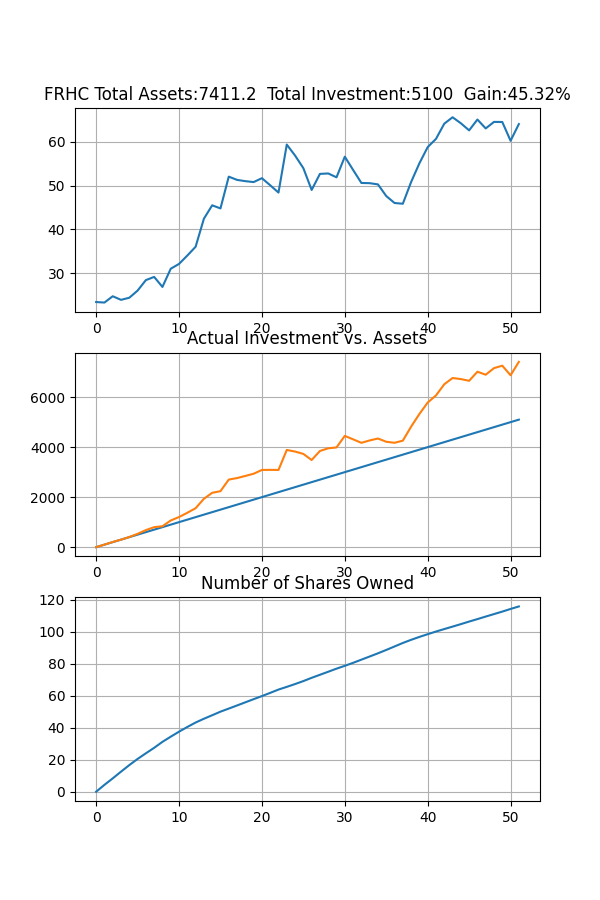 FRHC Total Assets:7411.2  Total Investment:5100  Gain:45.32%
60
50
40
30
0 10 20 30 40 50
Actual Investment vs. Assets
6000
4000
2000
0
0 10 20 30 40 50
Number of Shares Owned
120
100
80
60
40
20
0
0 10 20 30 40 50